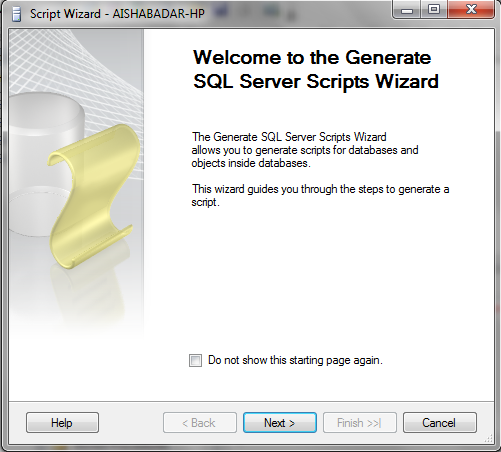 Script Wizard - AISHABADAR-HP
Welcome to the Generate
SQL Server Scripts Wizard
The Generate SQL Server Scripts Wizard
allows you to generate scripts for databases and
objects inside databases.
This wizard guides you through the steps to generate a
script.
Do not show this starting page again.
Help
< Back
Next >
Finish >>|
Cancel